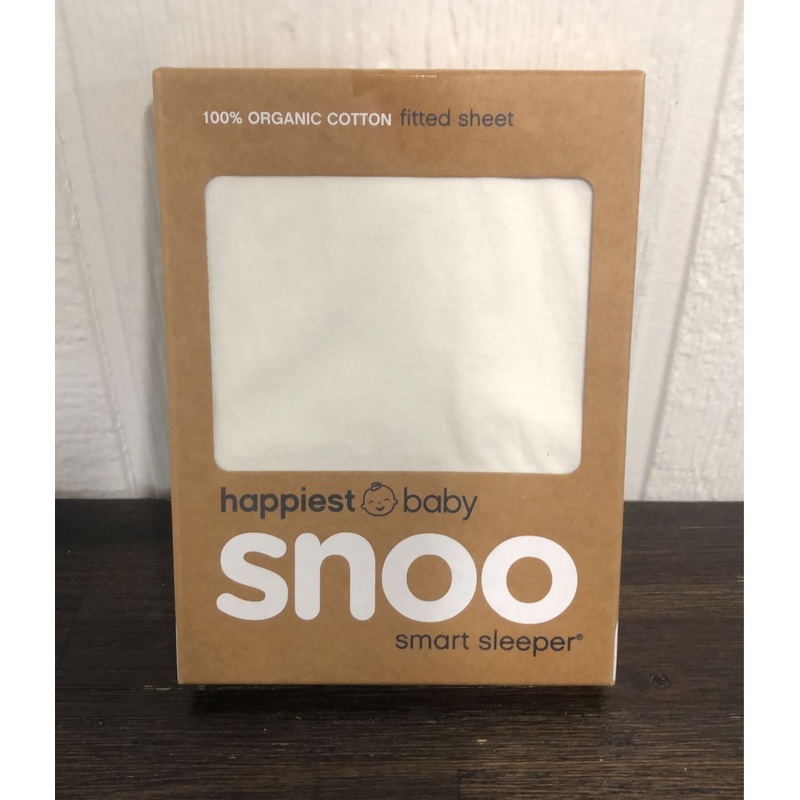 100% ORGANIC COTTON fitted sheet
happiest baby
snoo
smart sleeper®